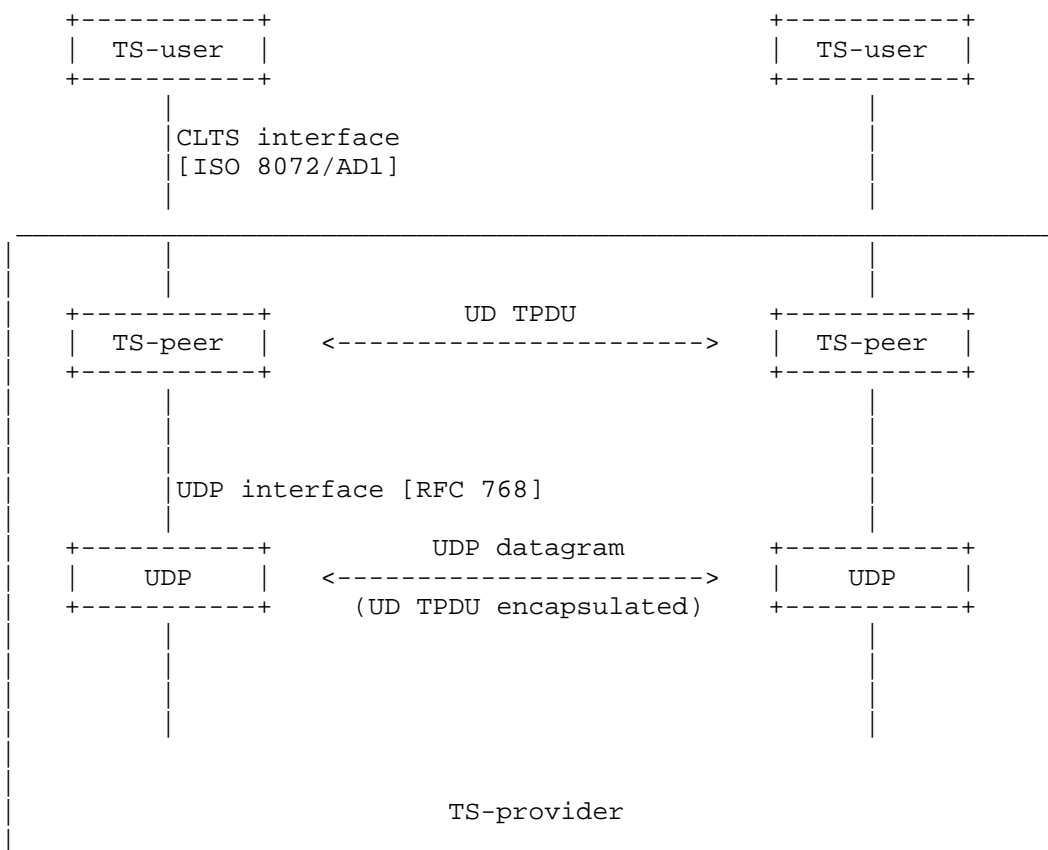 TS-user TS-user
CLTS interface
[ISO 8072/AD1]
UD TPDU
TS-peer TS-peer
UDP interface [RFC 768]
UDP datagram
UDP UDP
(UD TPDU encapsulated)
TS-provider